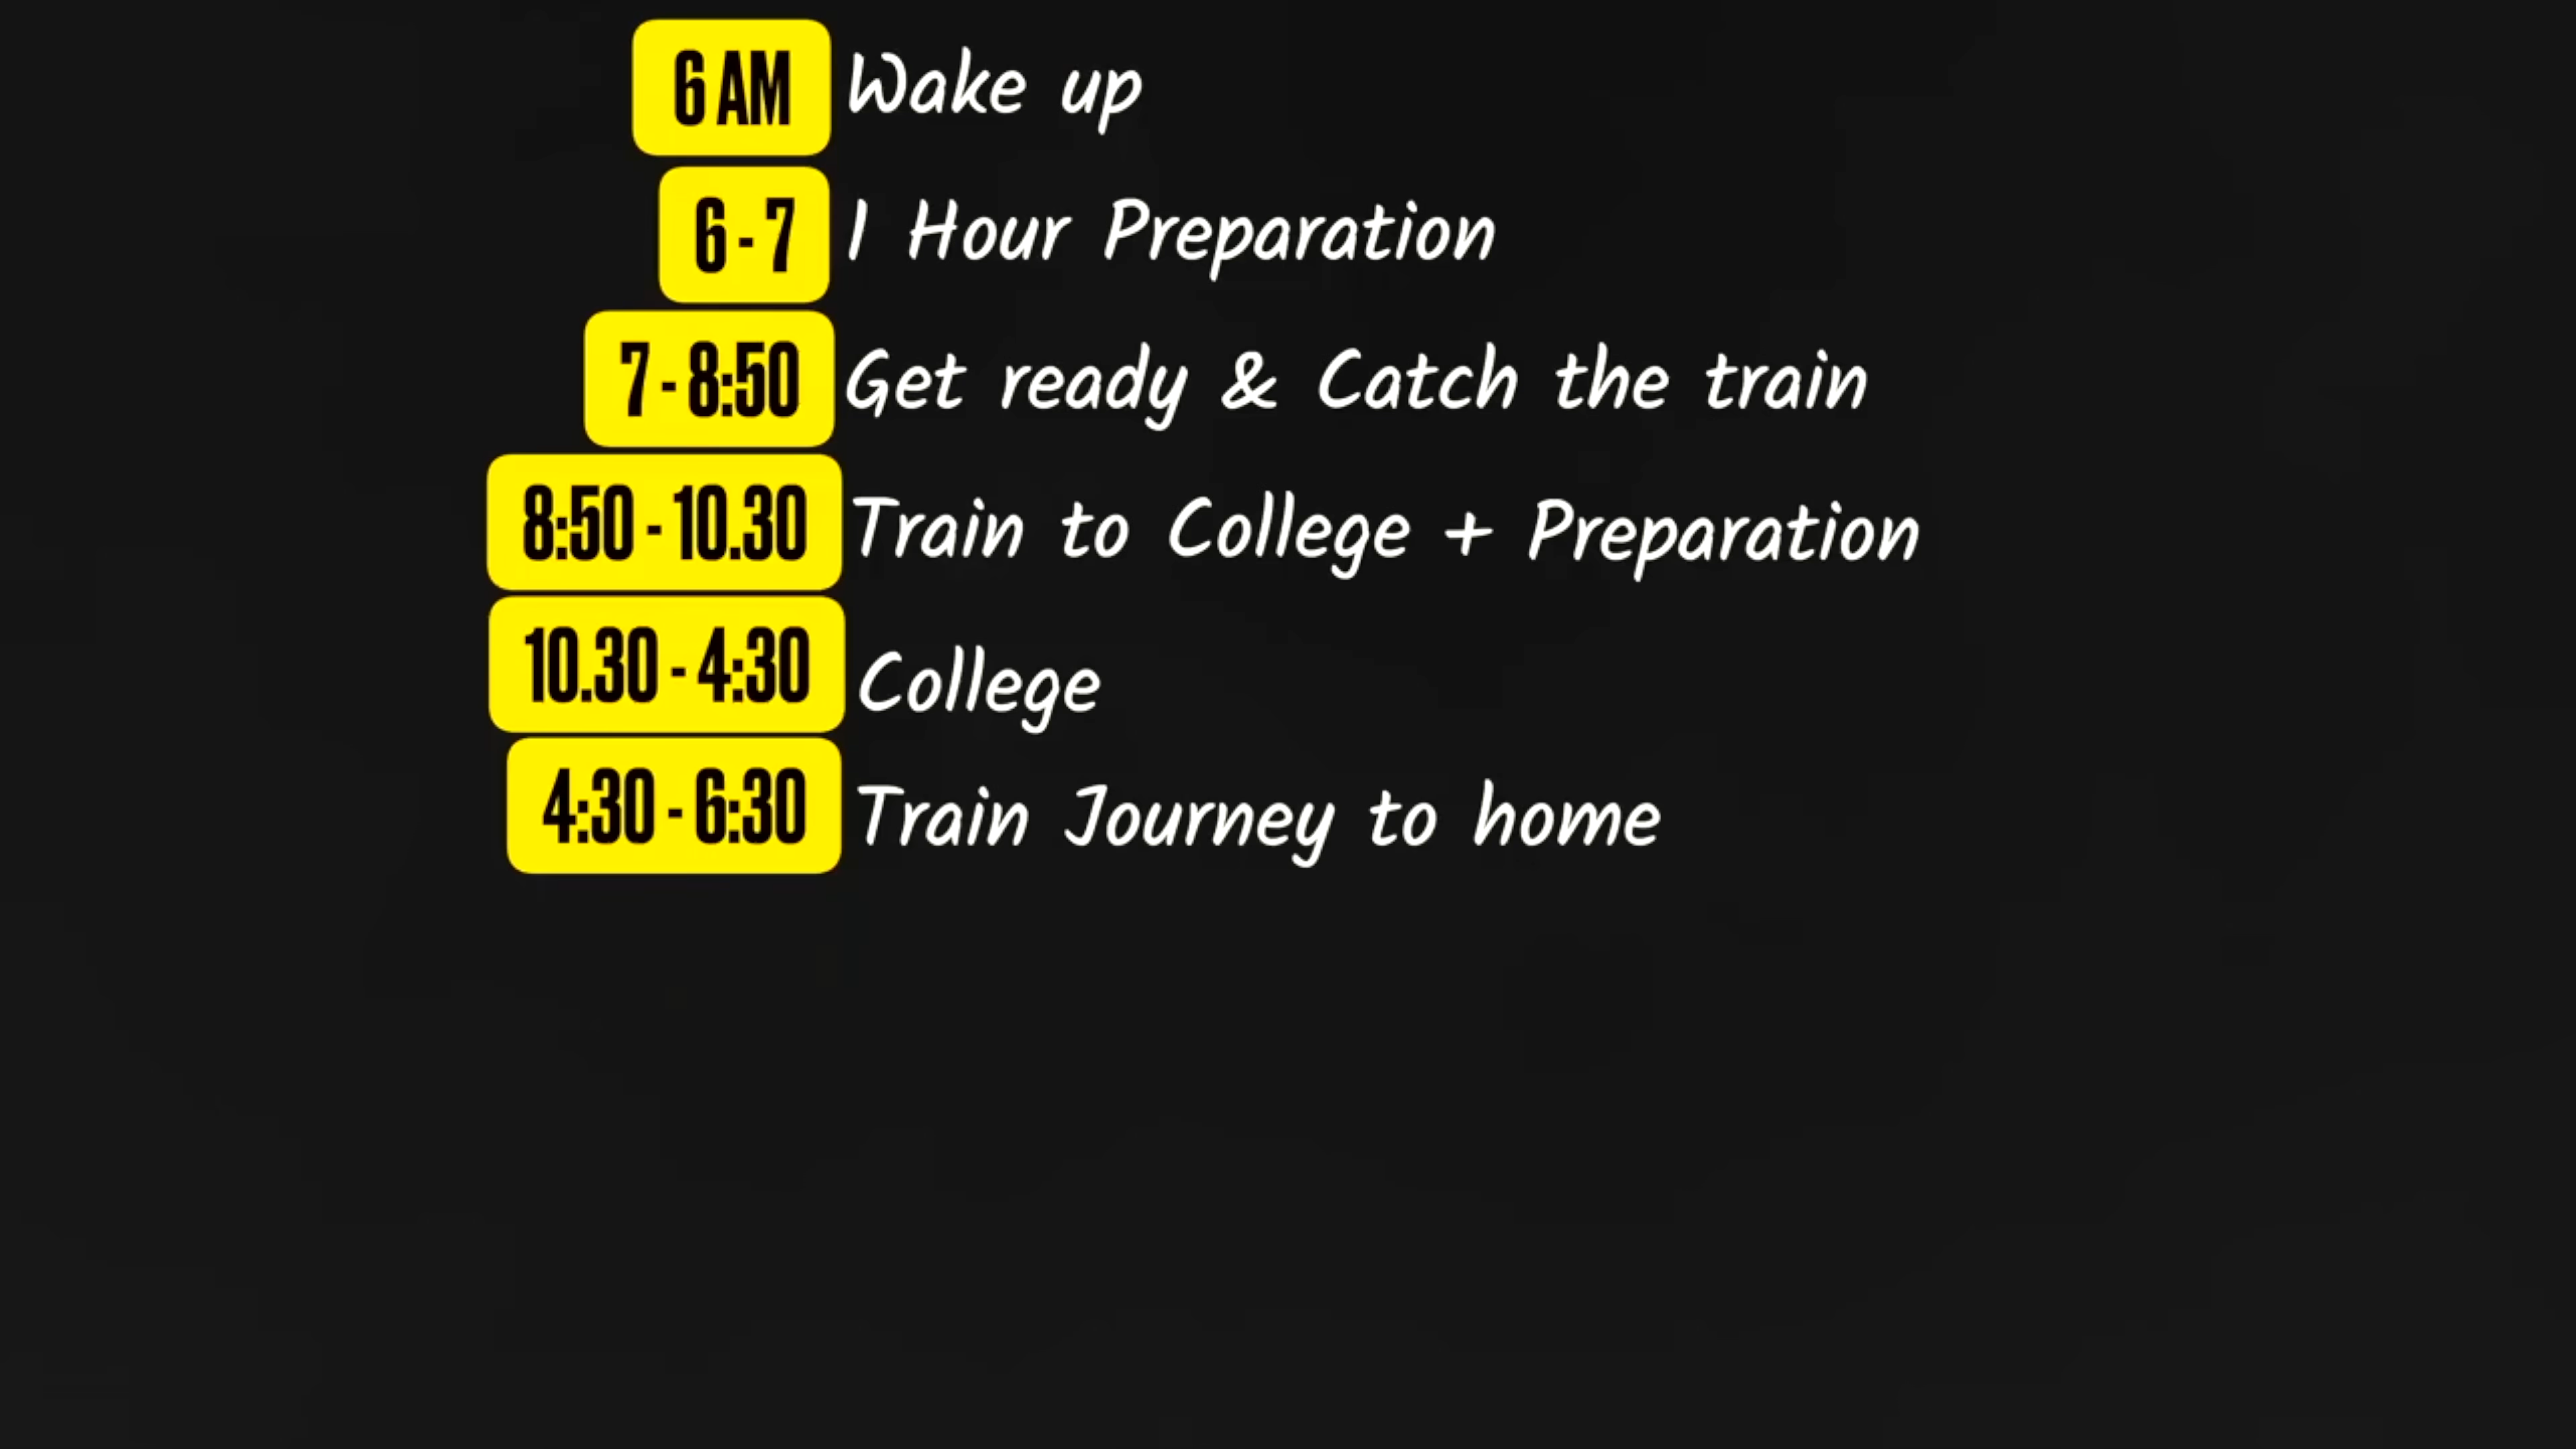 6 AM Wake up
6 - 7 1 Hour Preparation
7 - 8:50 Get ready & Catch the train
8:50 - 10.30 Train to College + Preparation
10.30 - 4:30 College
4:30 - 6:30 Train Journey to home